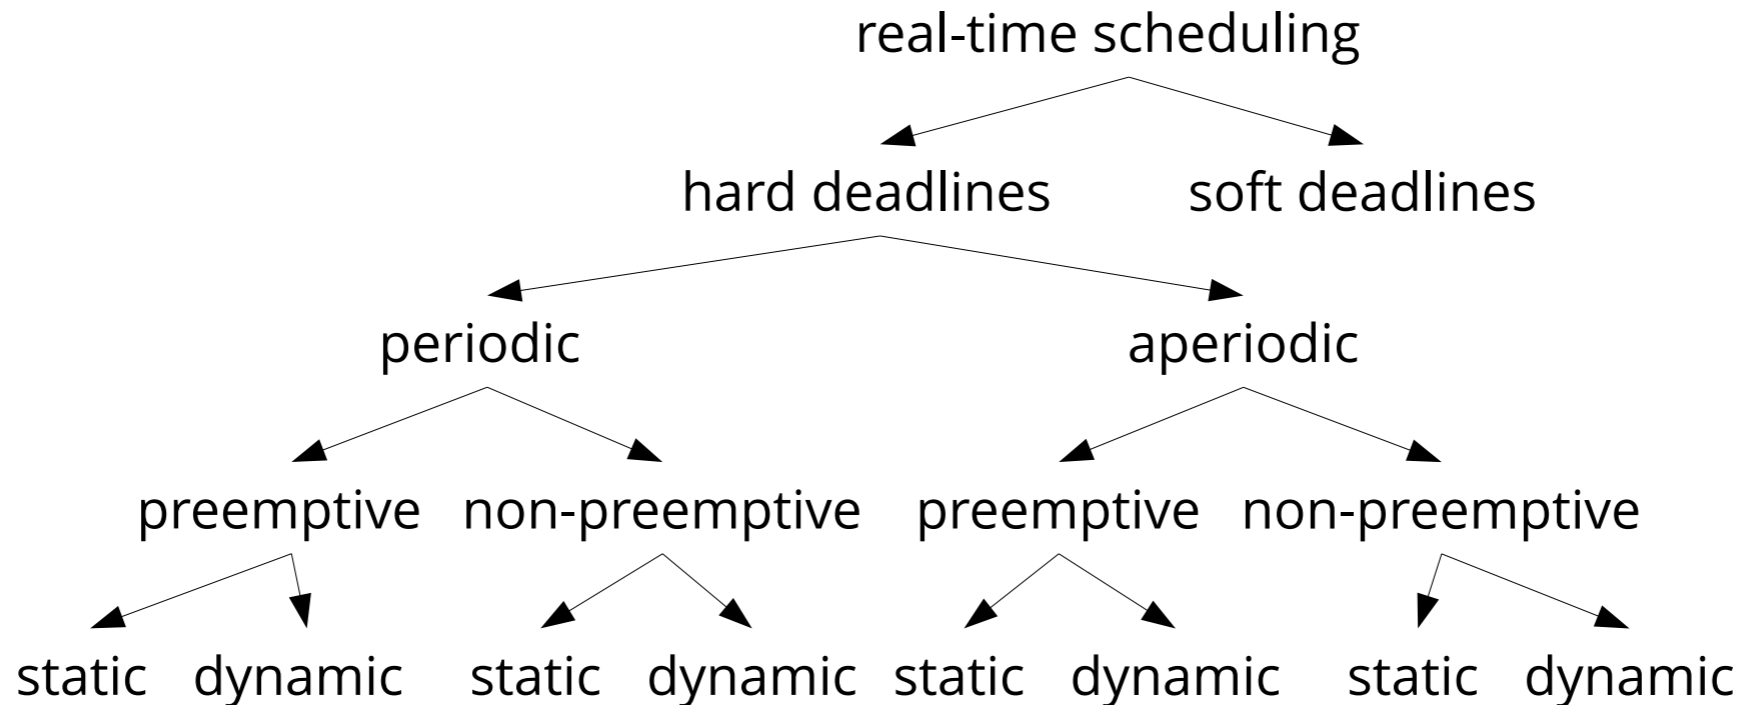 real-time scheduling
hard deadlines soft deadlines
periodic aperiodic
preemptive non-preemptive preemptive non-preemptive
static dynamic static dynamic static dynamic static dynamic